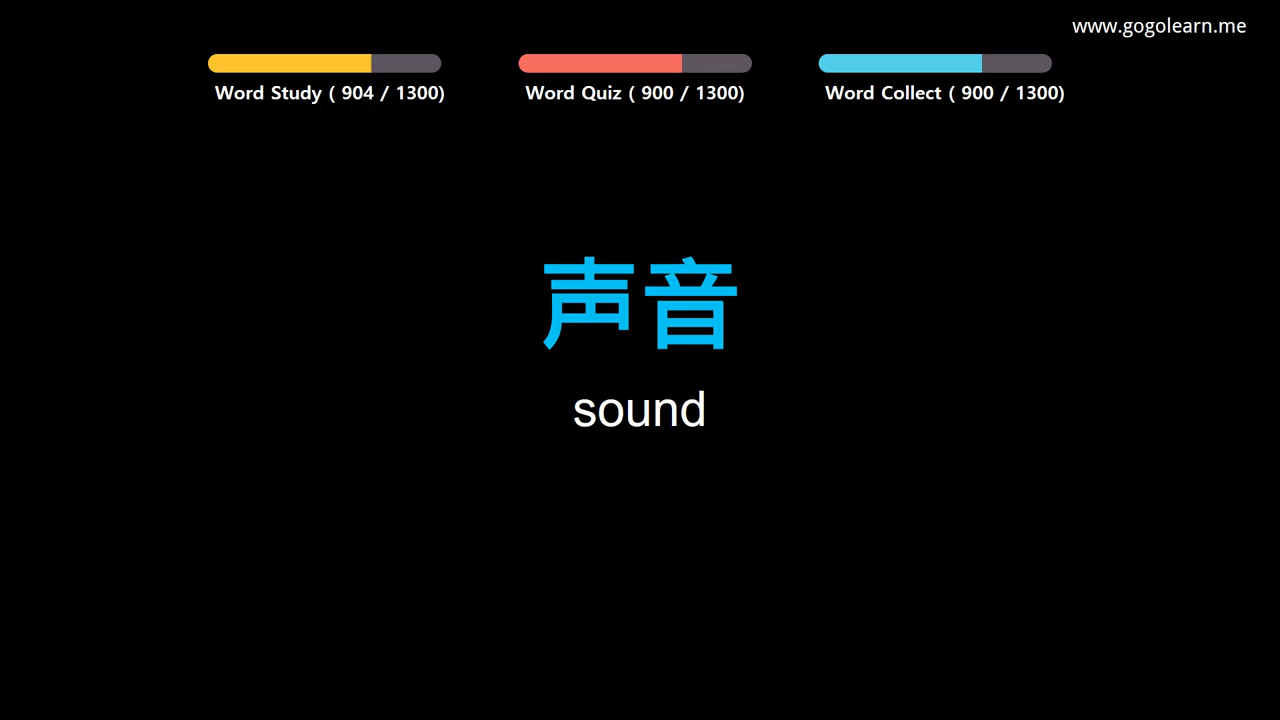 www.gogolearn.me
Word Study ( 904 / 1300)
Word Quiz ( 900 / 1300)
Word Collect ( 900 / 1300)
声音
sound